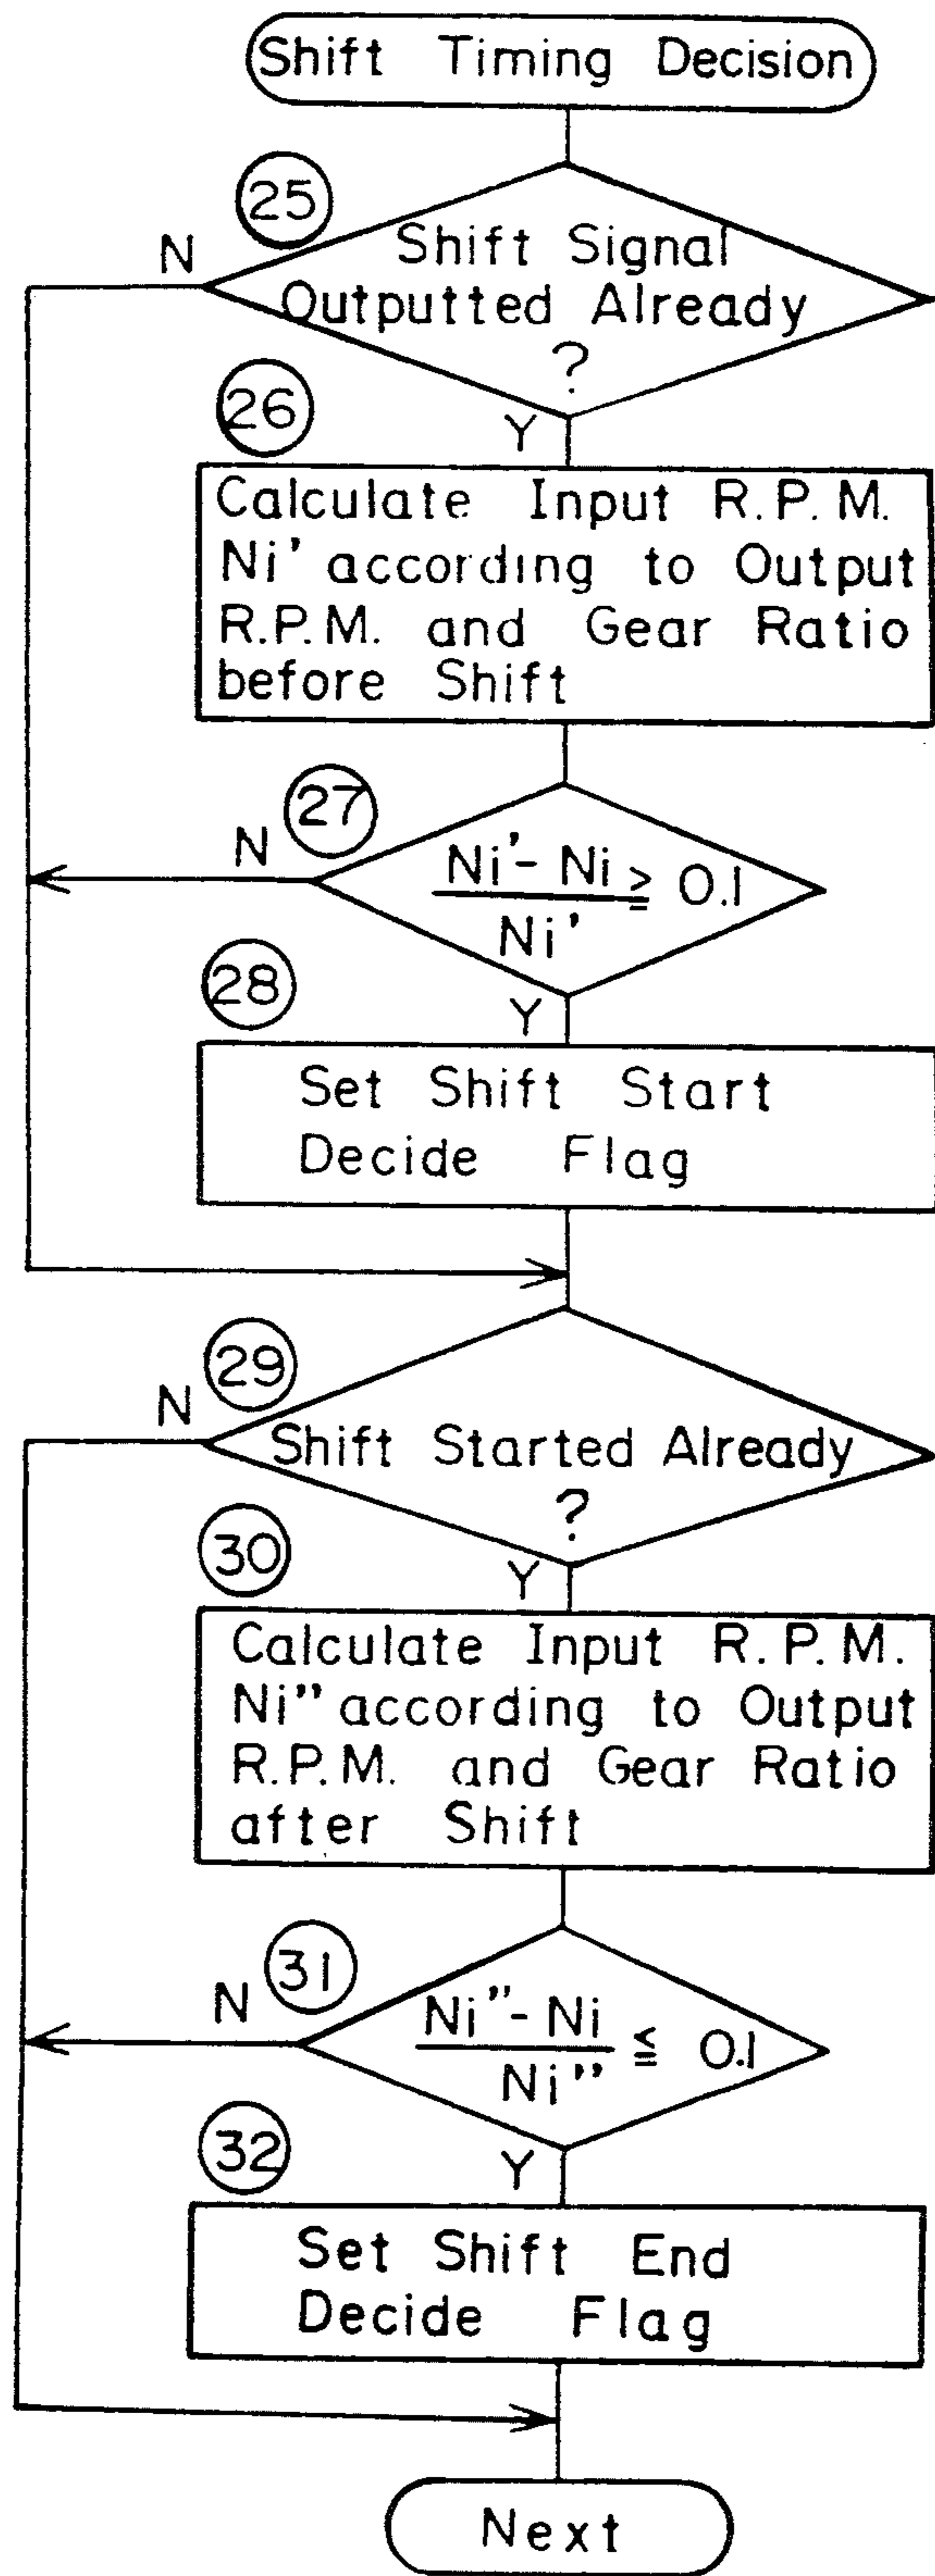 Shift Timing Decision
25
N
Shift Signal
Outputted Already
?
Y
26
Calculate Input R.P.M.
Ni' according to Output
R.P.M. and Gear Ratio
before Shift
27
N
Ni' - Ni
≧ 0.1
Ni'
Y
28
Set Shift Start
Decide Flag
29
N
Shift Started Already
?
Y
30
Calculate Input R.P.M.
Ni" according to Output
R.P.M. and Gear Ratio
after Shift
31
N
Ni" - Ni
≦ 0.1
Ni"
Y
32
Set Shift End
Decide Flag
Next